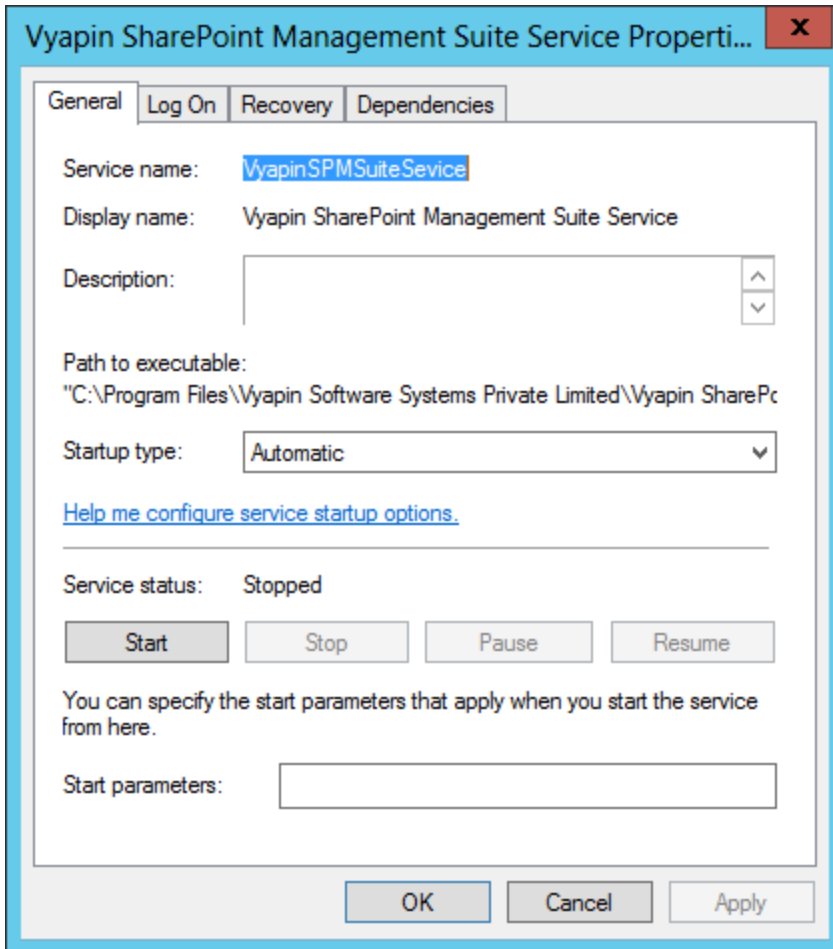 Vyapin SharePoint Management Suite Service Properti... x
General Log On Recovery Dependencies
Service name: VyapinSPMSuiteSevice
Display name: Vyapin SharePoint Management Suite Service
Description:
Path to executable:
"C:\Program Files\Vyapin Software Systems Private Limited\Vyapin SharePo
Startup type: Automatic
Help me configure service startup options.
Service status: Stopped
Start Stop Pause Resume
You can specify the start parameters that apply when you start the service
from here.
Start parameters:
OK Cancel Apply